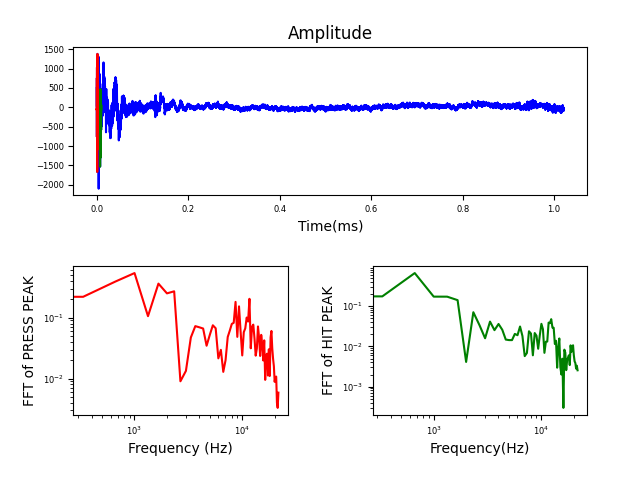 Amplitude
1500
1000
500
0
−500
−1000
−1500
−2000
0.0 0.2 0.4 0.6 0.8 1.0
Time(ms)
FFT of PRESS PEAK
10⁻¹
10⁻²
10³ 10⁴
Frequency (Hz)
FFT of HIT PEAK
10⁻¹
10⁻²
10⁻³
10³ 10⁴
Frequency(Hz)